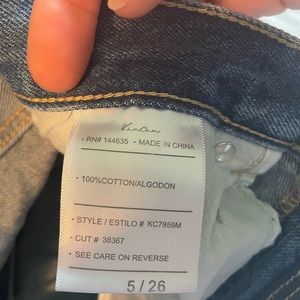 KanCan
• RN# 144635 • MADE IN CHINA
• 100%COTTON/ALGODON
• STYLE / ESTILO # KC7859M
• CUT # 38367
• SEE CARE ON REVERSE
5 / 26